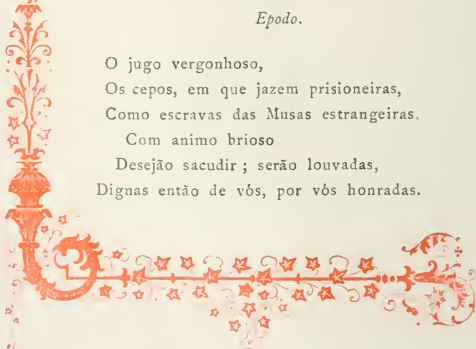 Epodo.
O jugo vergonhoso,
Os cepos, em que jazem prisioneiras,
Como escravas das Musas estrangeiras,
Com animo brioso
Desejão sacudir ; serão louvadas,
Dignas então de vós, por vós honradas.